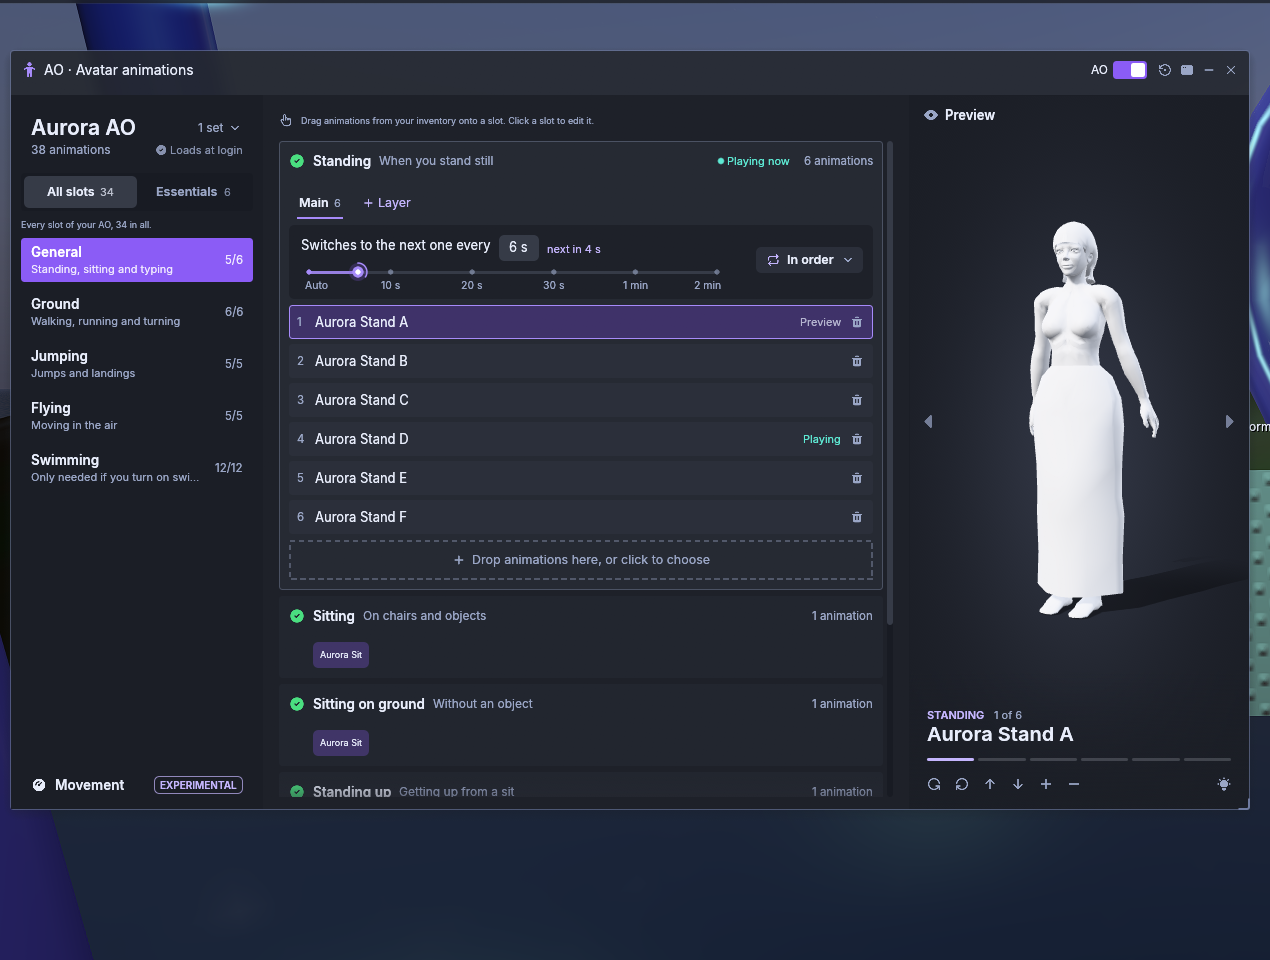 AO · Avatar animations
AO
Aurora AO
1 set
38 animations
Loads at login
All slots 34
Essentials 6
Every slot of your AO, 34 in all.
General
Standing, sitting and typing
5/6
Ground
Walking, running and turning
6/6
Jumping
Jumps and landings
5/5
Flying
Moving in the air
5/5
Swimming
Only needed if you turn on swi...
12/12
Movement
EXPERIMENTAL
Drag animations from your inventory onto a slot. Click a slot to edit it.
Standing When you stand still
Playing now 6 animations
Main 6
+ Layer
Switches to the next one every 6 s next in 4 s
In order
Auto 10 s 20 s 30 s 1 min 2 min
1 Aurora Stand A Preview
2 Aurora Stand B
3 Aurora Stand C
4 Aurora Stand D Playing
5 Aurora Stand E
6 Aurora Stand F
+ Drop animations here, or click to choose
Sitting On chairs and objects 1 animation
Aurora Sit
Sitting on ground Without an object 1 animation
Aurora Sit
Standing up Getting up from a sit 1 animation
Preview
STANDING 1 of 6
Aurora Stand A
orm